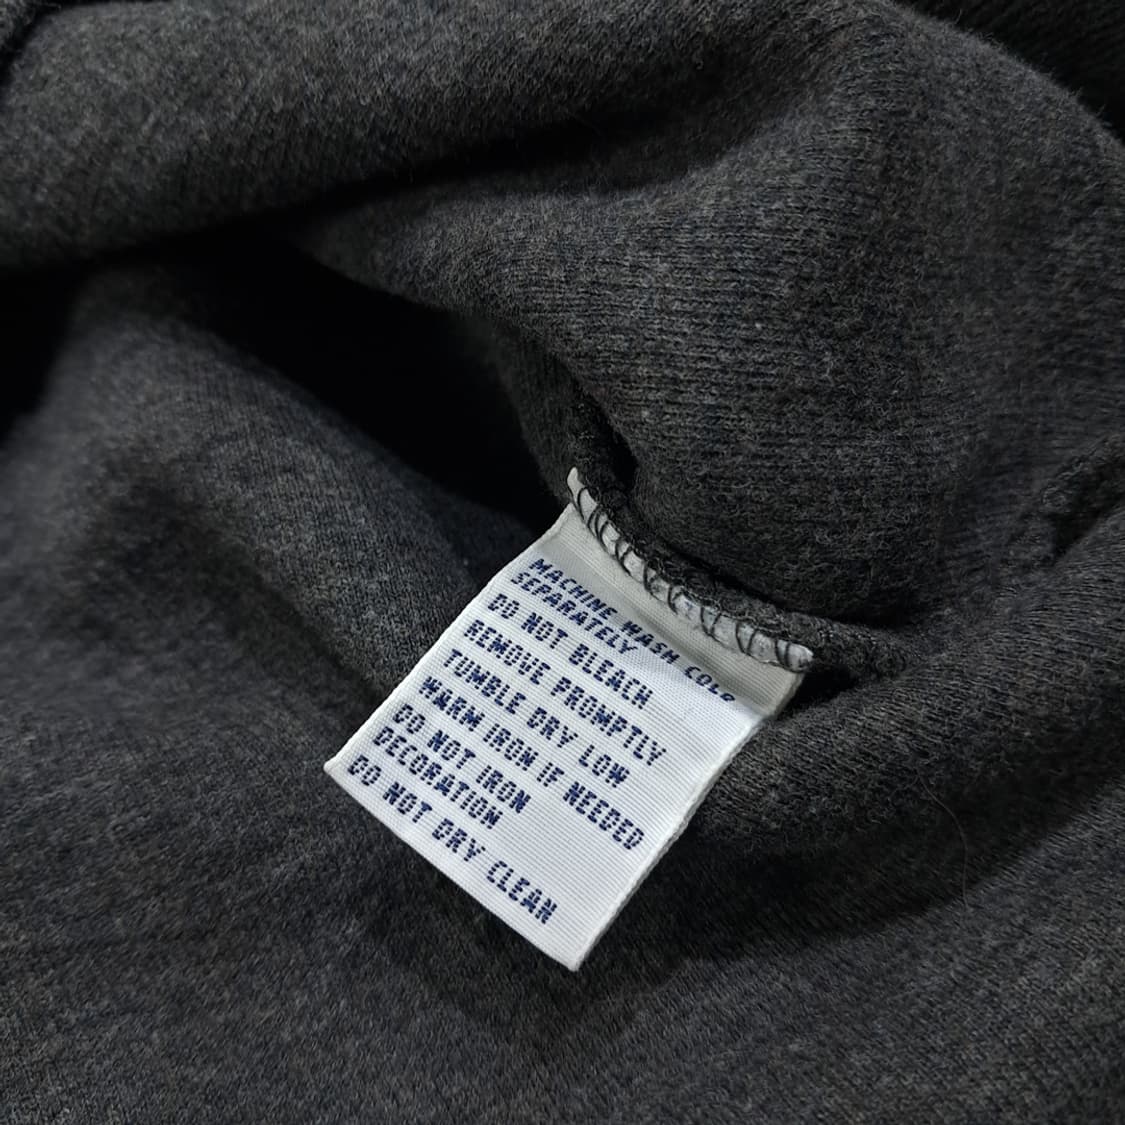 MACHINE WASH COLD
SEPARATELY
DO NOT BLEACH
REMOVE PROMPTLY
TUMBLE DRY LOW
WARM IRON IF NEEDED
DO NOT IRON
DECORATION
DO NOT DRY CLEAN